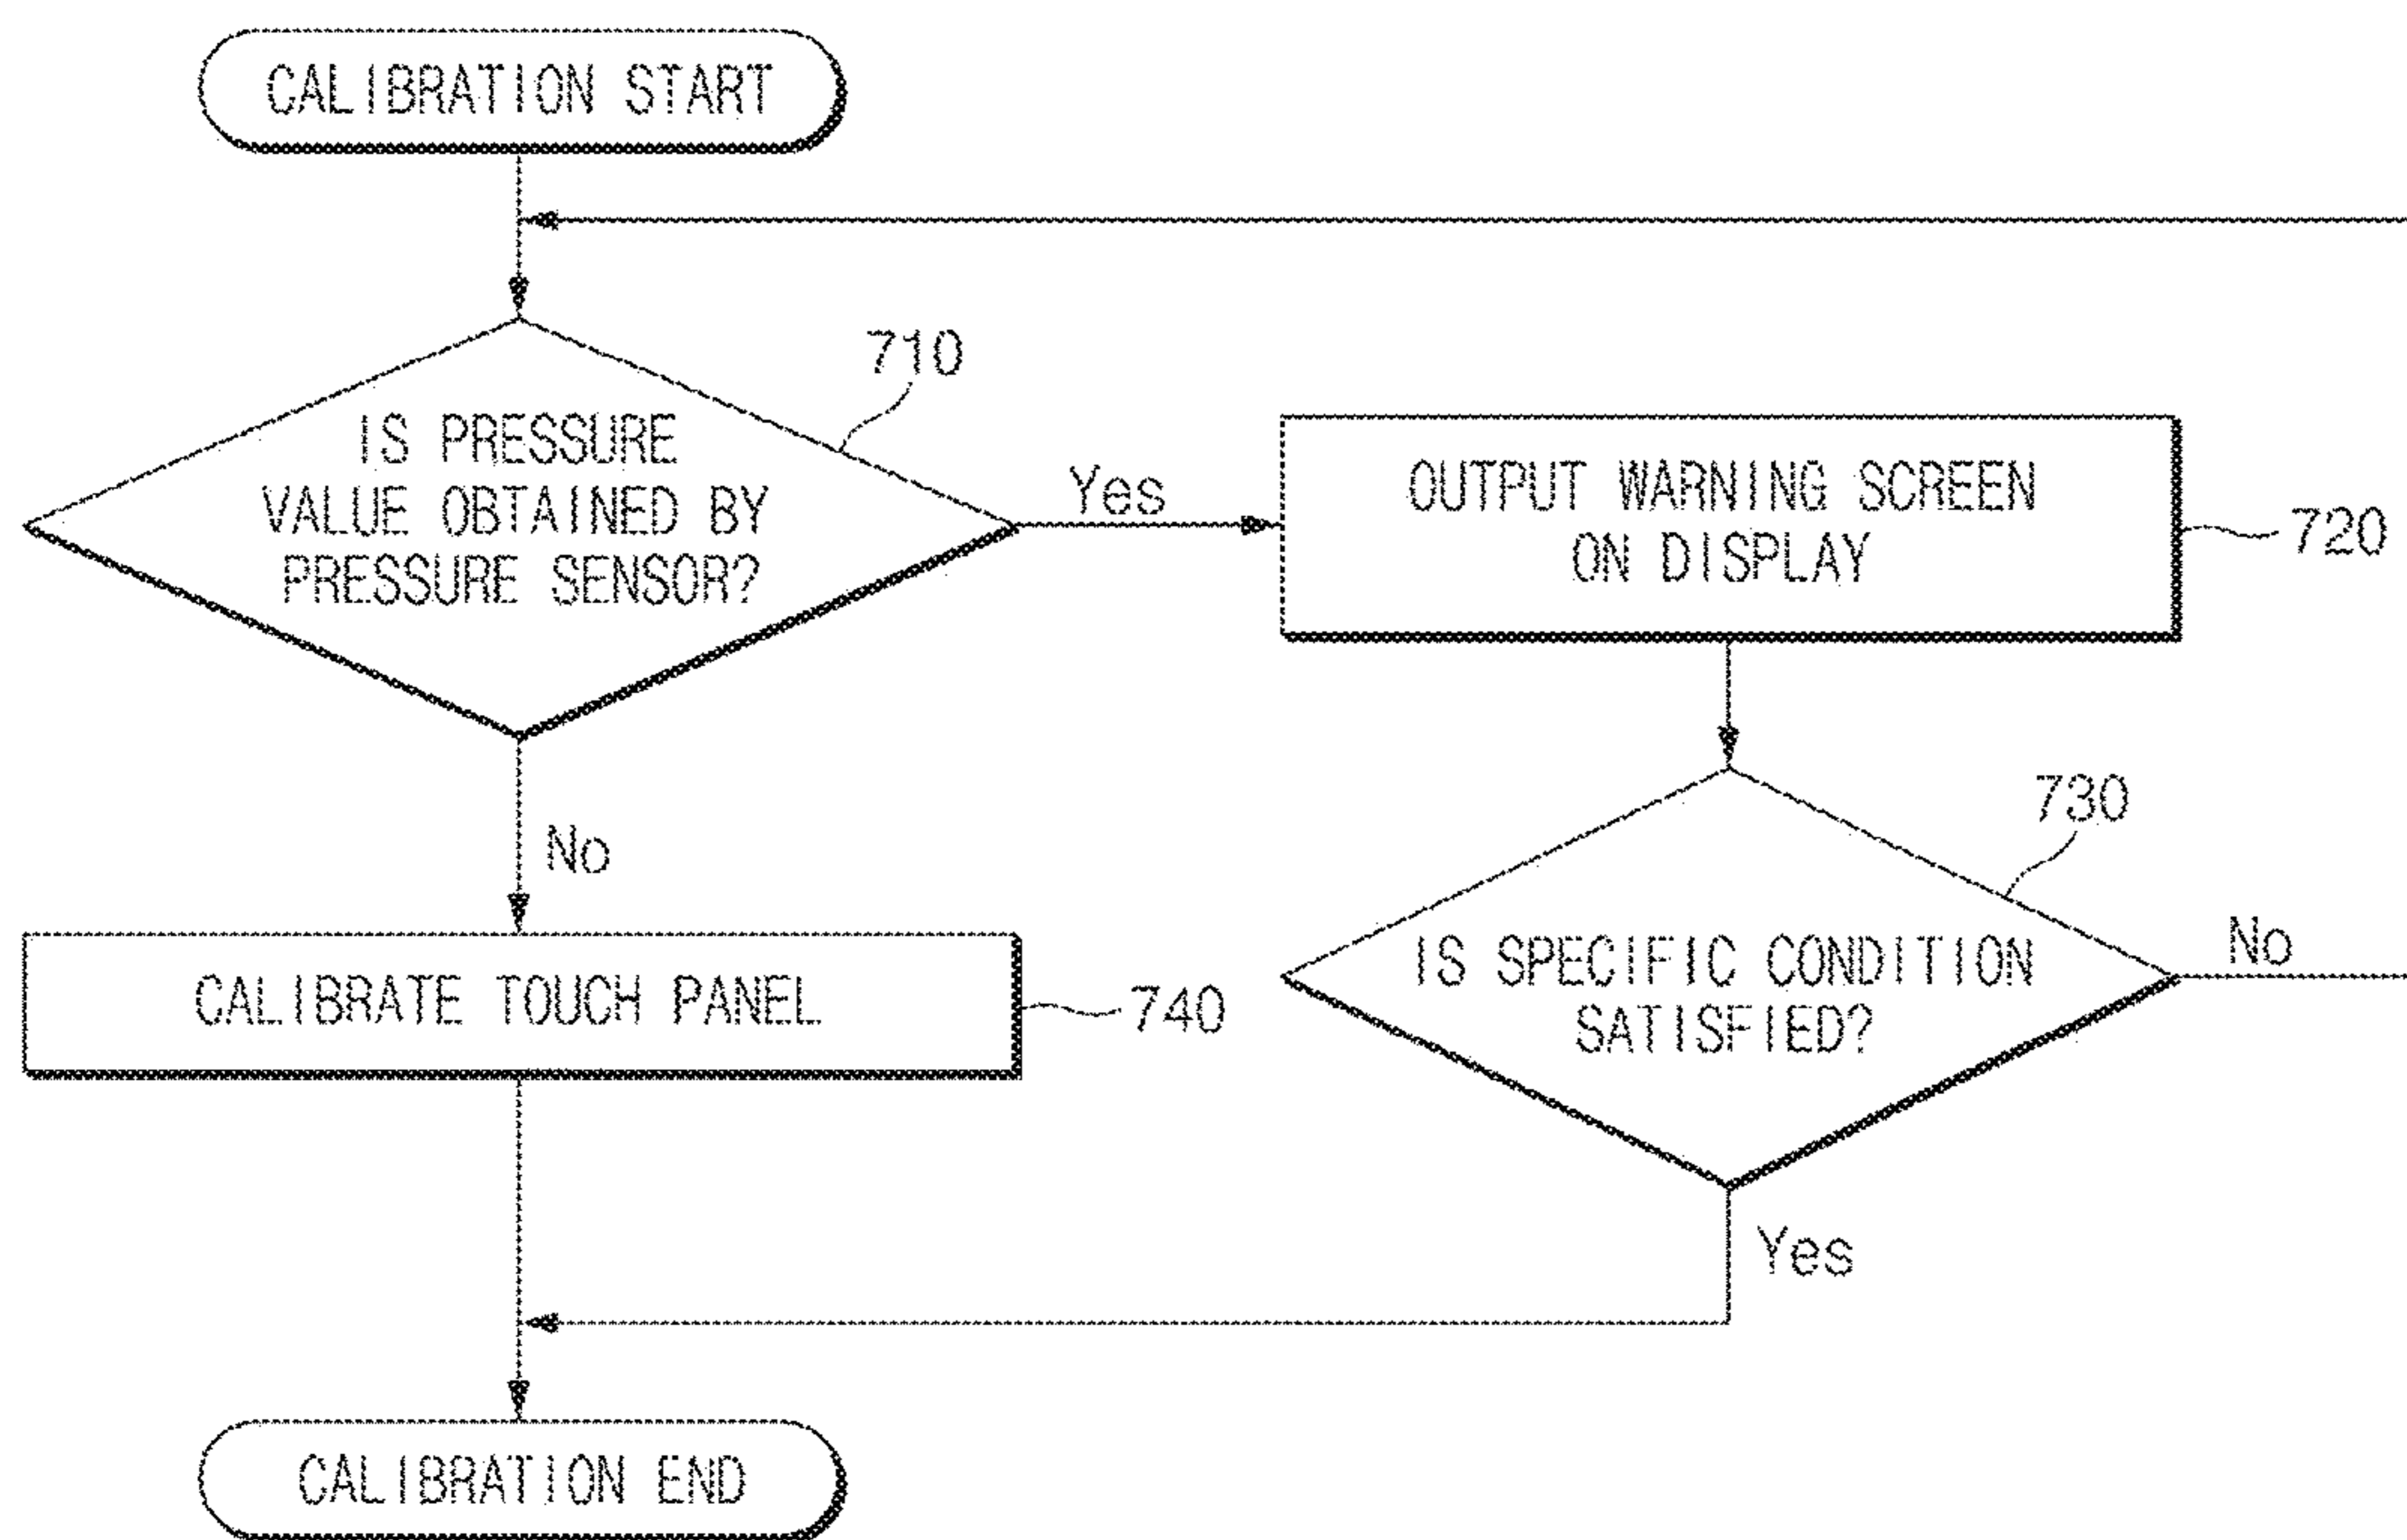 CALIBRATION START
710
IS PRESSURE
VALUE OBTAINED BY
PRESSURE SENSOR?
Yes
OUTPUT WARNING SCREEN
ON DISPLAY
720
No
730
IS SPECIFIC CONDITION
SATISFIED?
No
CALIBRATE TOUCH PANEL
740
Yes
CALIBRATION END